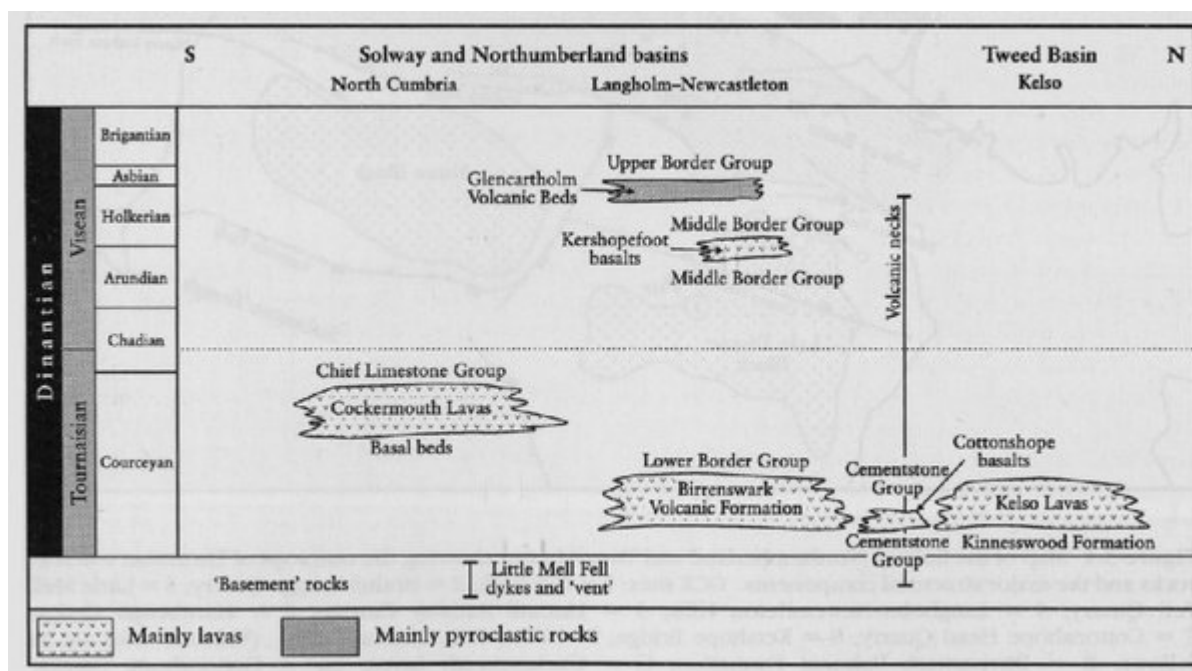 S
Solway and Northumberland basins
Tweed Basin
N
North Cumbria
Langholm–Newcastleton
Kelso
Dinantian
Visean
Tournaisian
Brigantian
Asbian
Holkerian
Arundian
Chadian
Courceyan
Upper Border Group
Glencartholm
Volcanic Beds
Middle Border Group
Kershopefoot
basalts
Middle Border Group
Volcanic necks
Chief Limestone Group
Cockermouth Lavas
Basal beds
Lower Border Group
Birrenswark
Volcanic Formation
Cementstone
Group
Cottonshope
basalts
Kelso Lavas
Cementstone
Group
Kinnesswood Formation
'Basement' rocks
Little Mell Fell
dykes and 'vent'
Mainly lavas
Mainly pyroclastic rocks